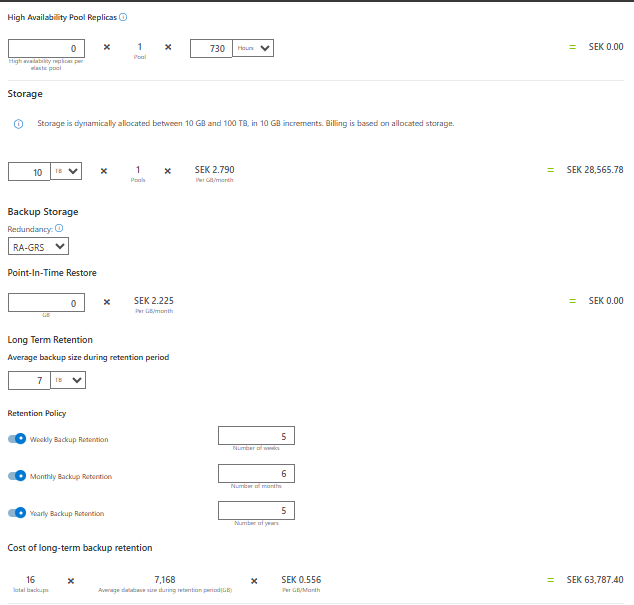 High Availability Pool Replicas
0 × 1 × 730 Hours = SEK 0.00
High availability replicas per
elastic pool
Pool
Storage
Storage is dynamically allocated between 10 GB and 100 TB, in 10 GB increments. Billing is based on allocated storage.
10 TB × 1 × SEK 2.790 = SEK 28,565.78
Pools Per GB/month
Backup Storage
Redundancy:
RA-GRS
Point-In-Time Restore
0 × SEK 2.225 = SEK 0.00
GB Per GB/month
Long Term Retention
Average backup size during retention period
7 TB
Retention Policy
Weekly Backup Retention 5
Number of weeks
Monthly Backup Retention 6
Number of months
Yearly Backup Retention 5
Number of years
Cost of long-term backup retention
16 × 7,168 × SEK 0.556 = SEK 63,787.40
Total backups Average database size during retention period(GB) Per GB/Month